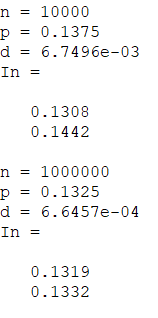 n = 10000
p = 0.1375
d = 6.7496e-03
In =
0.1308
0.1442
n = 1000000
p = 0.1325
d = 6.6457e-04
In =
0.1319
0.1332